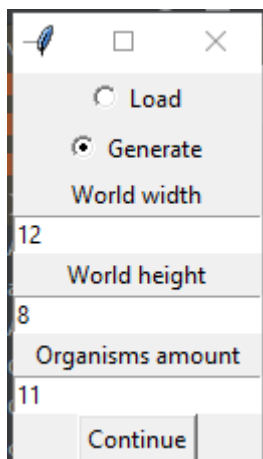 Load
Generate
World width
12
World height
8
Organisms amount
11
Continue